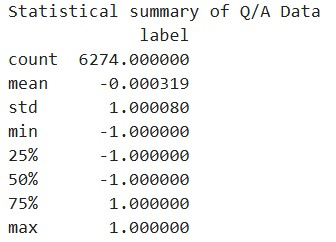 Statistical summary of Q/A Data
label
count 6274.000000
mean -0.000319
std 1.000080
min -1.000000
25% -1.000000
50% -1.000000
75% 1.000000
max 1.000000